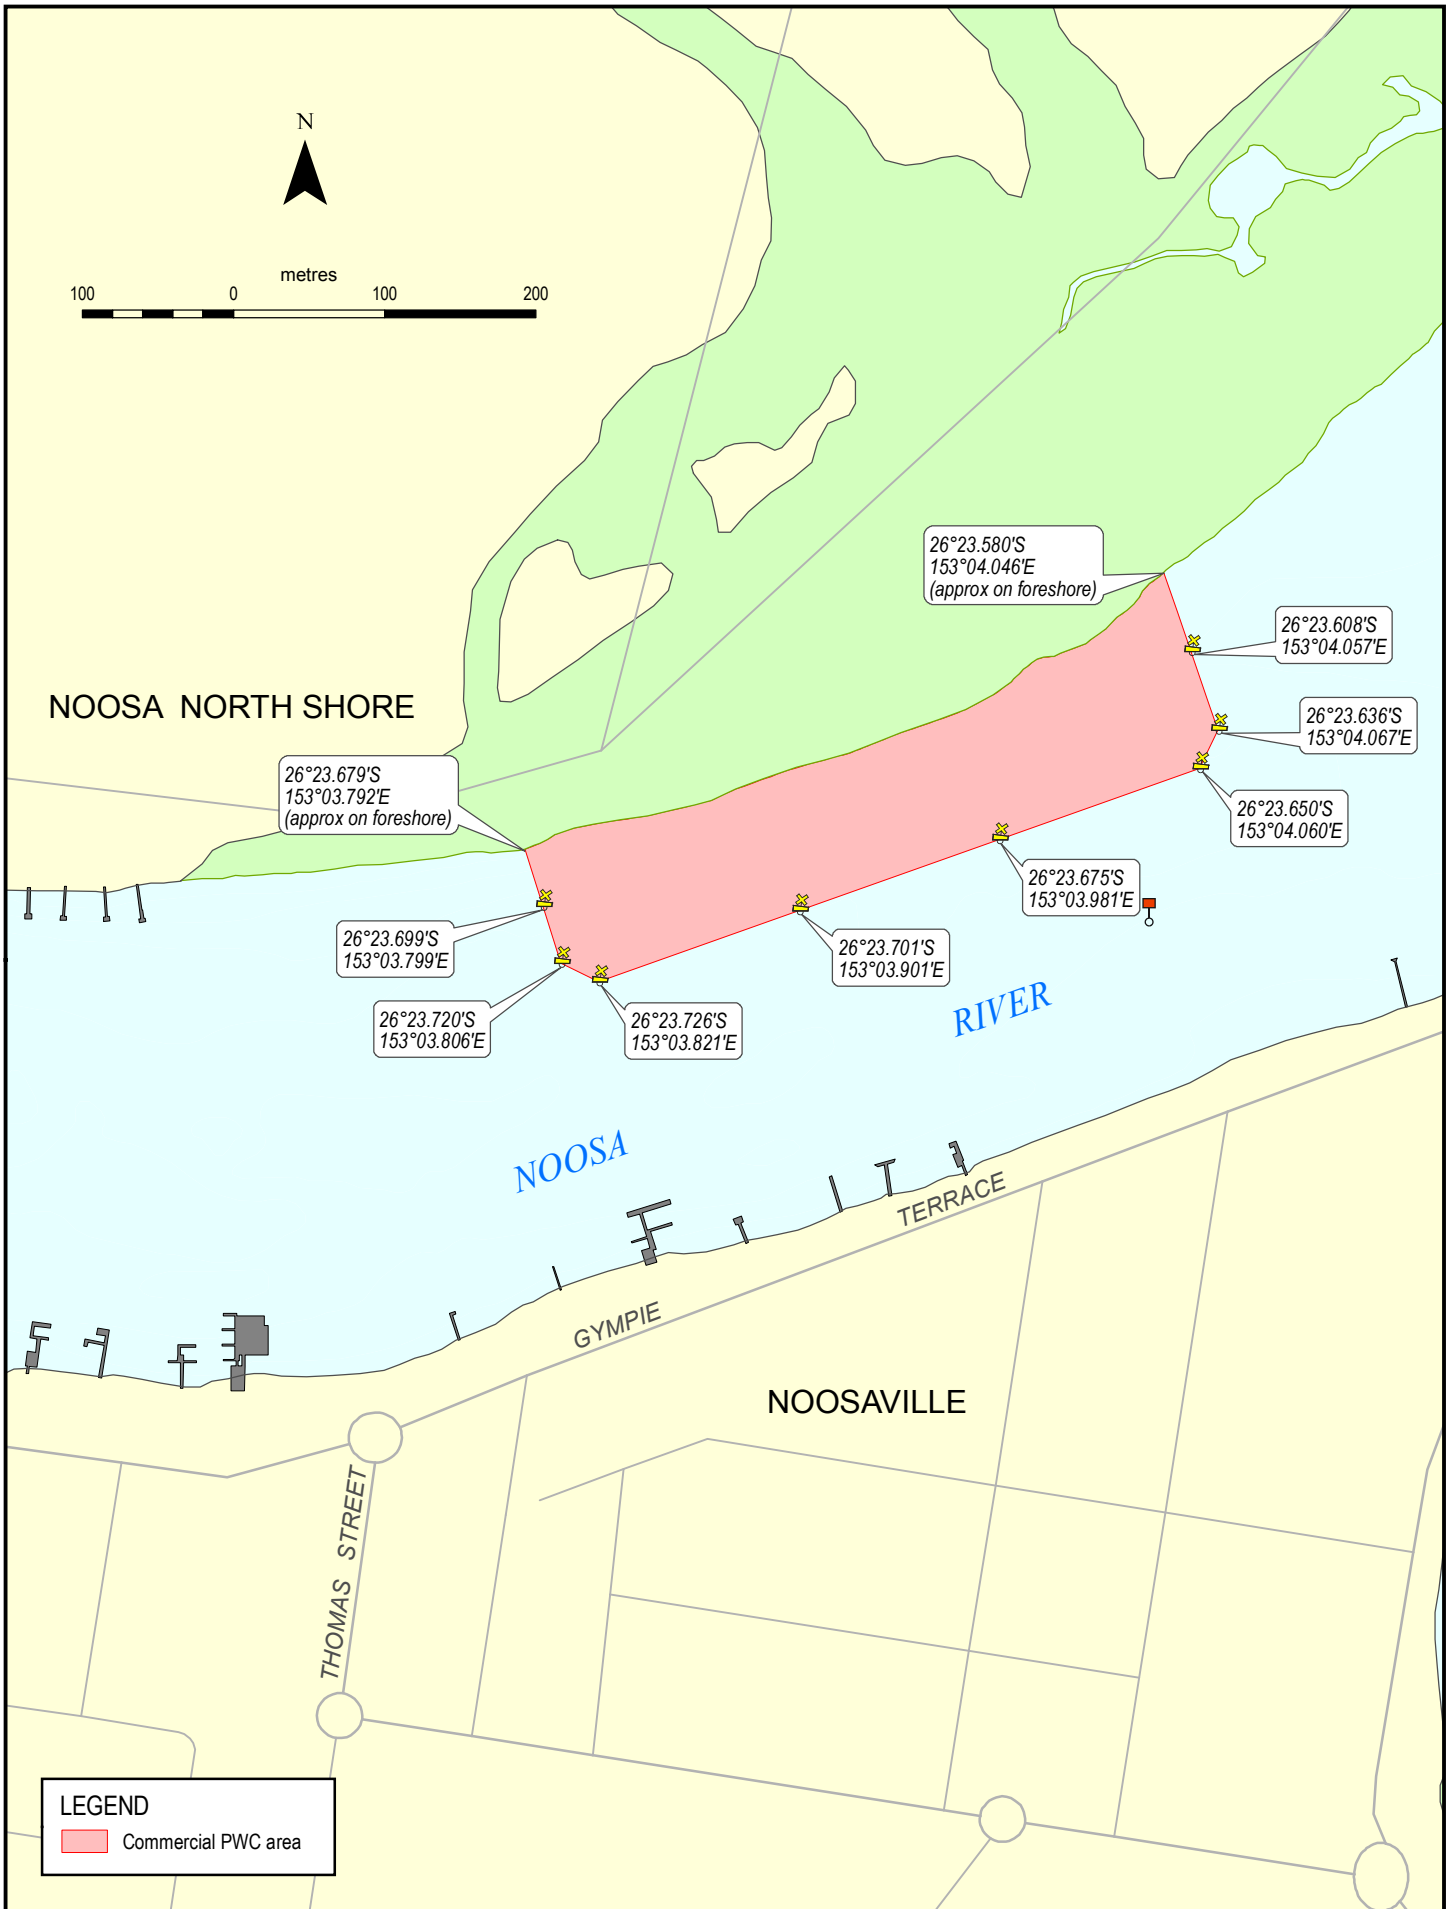 N
metres
100 0 100 200
26°23.580'S
153°04.046'E
(approx on foreshore)
26°23.608'S
153°04.057'E
NOOSA NORTH SHORE
26°23.636'S
153°04.067'E
26°23.679'S
153°03.792'E
(approx on foreshore)
26°23.650'S
153°04.060'E
26°23.675'S
153°03.981'E
26°23.699'S
153°03.799'E
26°23.701'S
153°03.901'E
26°23.720'S
153°03.806'E
26°23.726'S
153°03.821'E
NOOSA RIVER
GYMPIE TERRACE
NOOSAVILLE
THOMAS STREET
LEGEND
Commercial PWC area